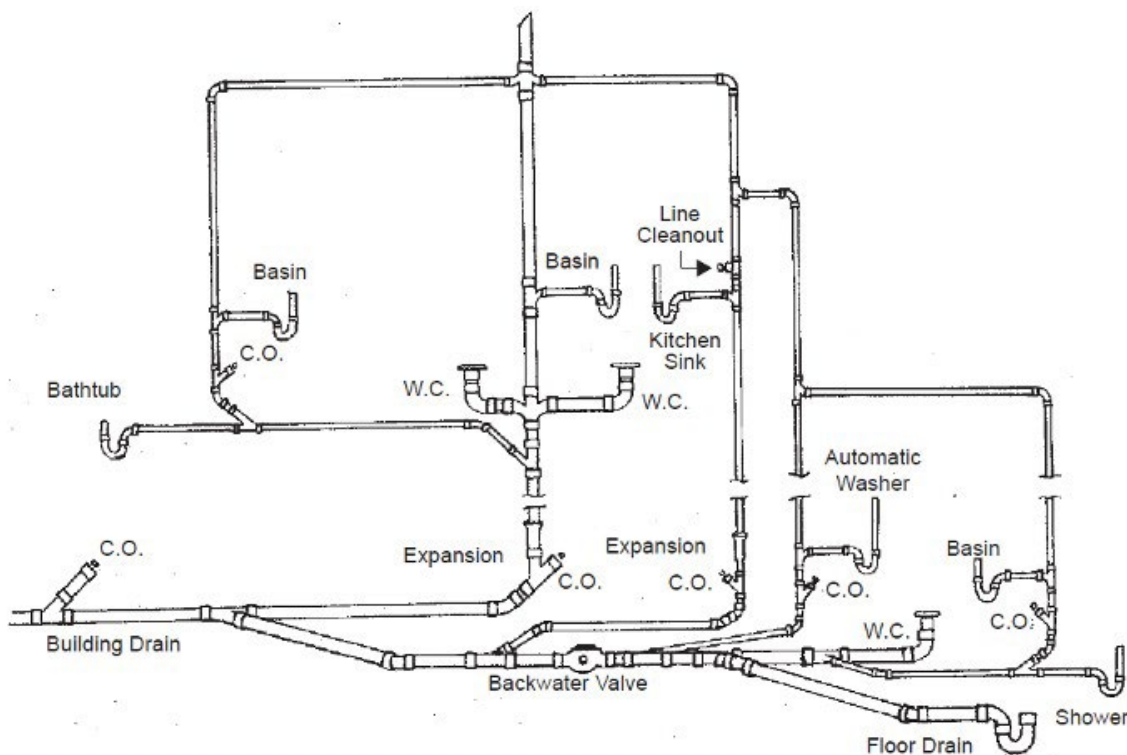 Line
Cleanout
Basin
Basin
Kitchen
Sink
C.O.
Bathtub
W.C.
W.C.
Automatic
Washer
C.O.
Expansion
Expansion
Basin
C.O.
C.O.
C.O.
C.O.
W.C.
Building Drain
Backwater Valve
Shower
Floor Drain